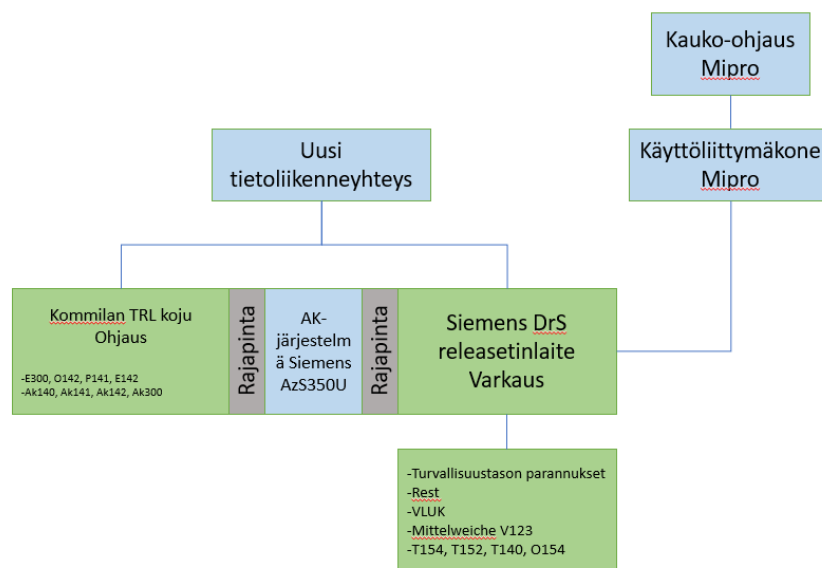 Kauko-ohjaus
Mipro
Uusi
tietoliikenneyhteys
Käyttöliittymäkone
Mipro
Kommilan TRL koju
Ohjaus
-E300, O142, P141, E142
-Ak140, Ak141, Ak142, Ak300
Rajapinta
AK-
järjestelm
ä Siemens
AzS350U
Rajapinta
Siemens DrS
releasetinlaite
Varkaus
-Turvallisuustason parannukset
-Rest
-VLUK
-Mittelweiche V123
-T154, T152, T140, O154